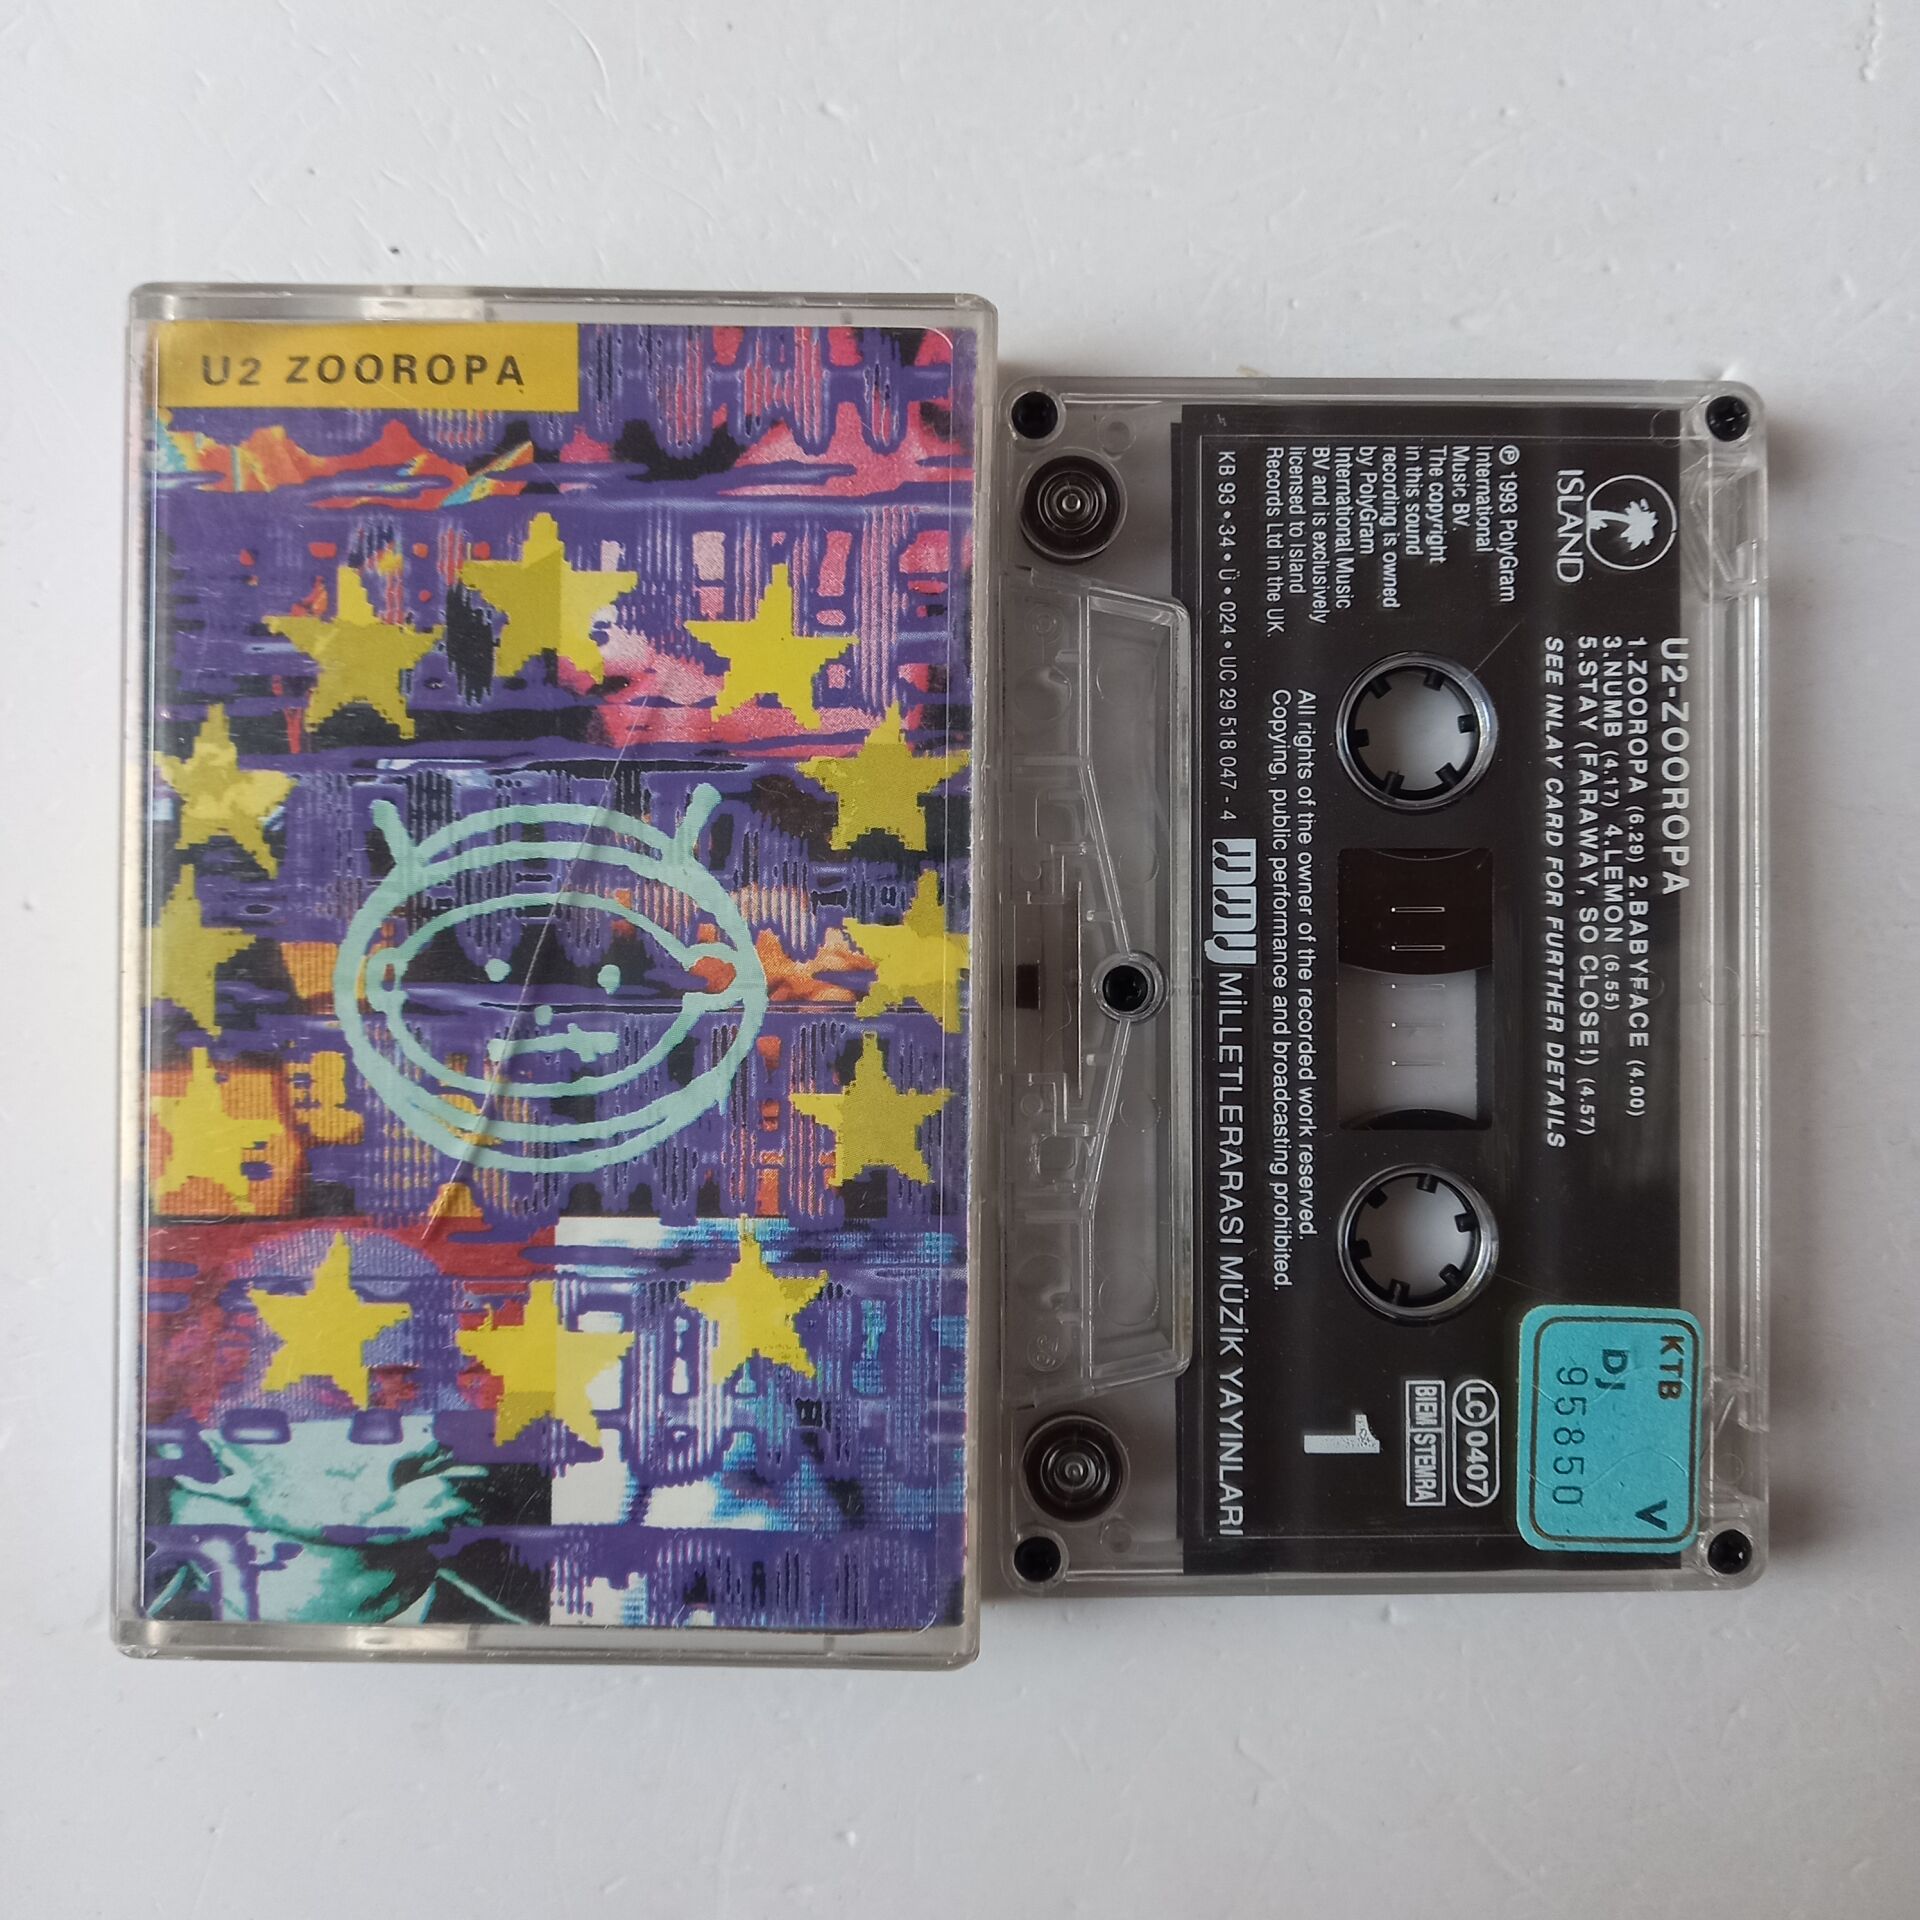 U2 ZOOROPA
ISLAND
U2-ZOOROPA
1.ZOOROPA (6.29) 2.BABYFACE (4.00)
3.NUMB (4.17) 4.LEMON (6.55)
5.STAY (FARAWAY, SO CLOSE!) (4.57)
SEE INLAY CARD FOR FURTHER DETAILS
℗ 1993 PolyGram
International
Music BV.
The copyright
in this sound
recording is owned
by PolyGram
International Music
BV and is exclusively
licensed to Island
Records Ltd in the UK.
All rights of the owner of the recorded work reserved.
Copying, public performance and broadcasting prohibited.
KB 93 • 34 • Ü • 024 • UC 29 518 047 - 4
MMY MİLLETLERARASI MÜZİK YAYINLARI
1
LC 0407
BIEM STEMRA
KTB V
DJ
95850